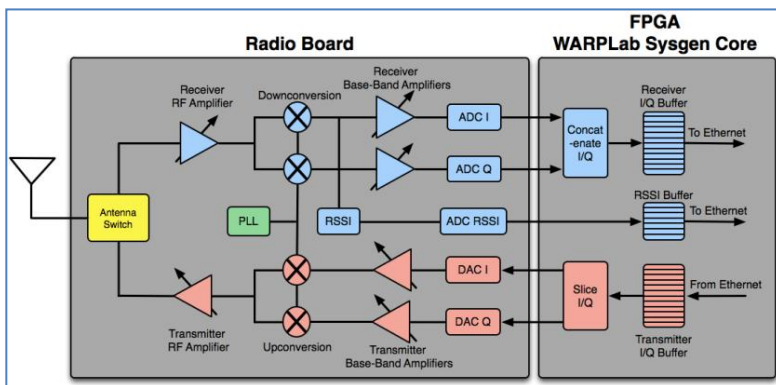 FPGA
WARPLab Sysgen Core
Radio Board
Receiver
RF Amplifier
Downconversion
Receiver
Base-Band Amplifiers
ADC I
ADC Q
Concat
-enate
I/Q
Receiver
I/Q Buffer
To Ethernet
Antenna
Switch
PLL
RSSI
ADC RSSI
RSSI Buffer
To Ethernet
Transmitter
RF Amplifier
Upconversion
Transmitter
Base-Band Amplifiers
DAC I
DAC Q
Slice
I/Q
From Ethernet
Transmitter
I/Q Buffer